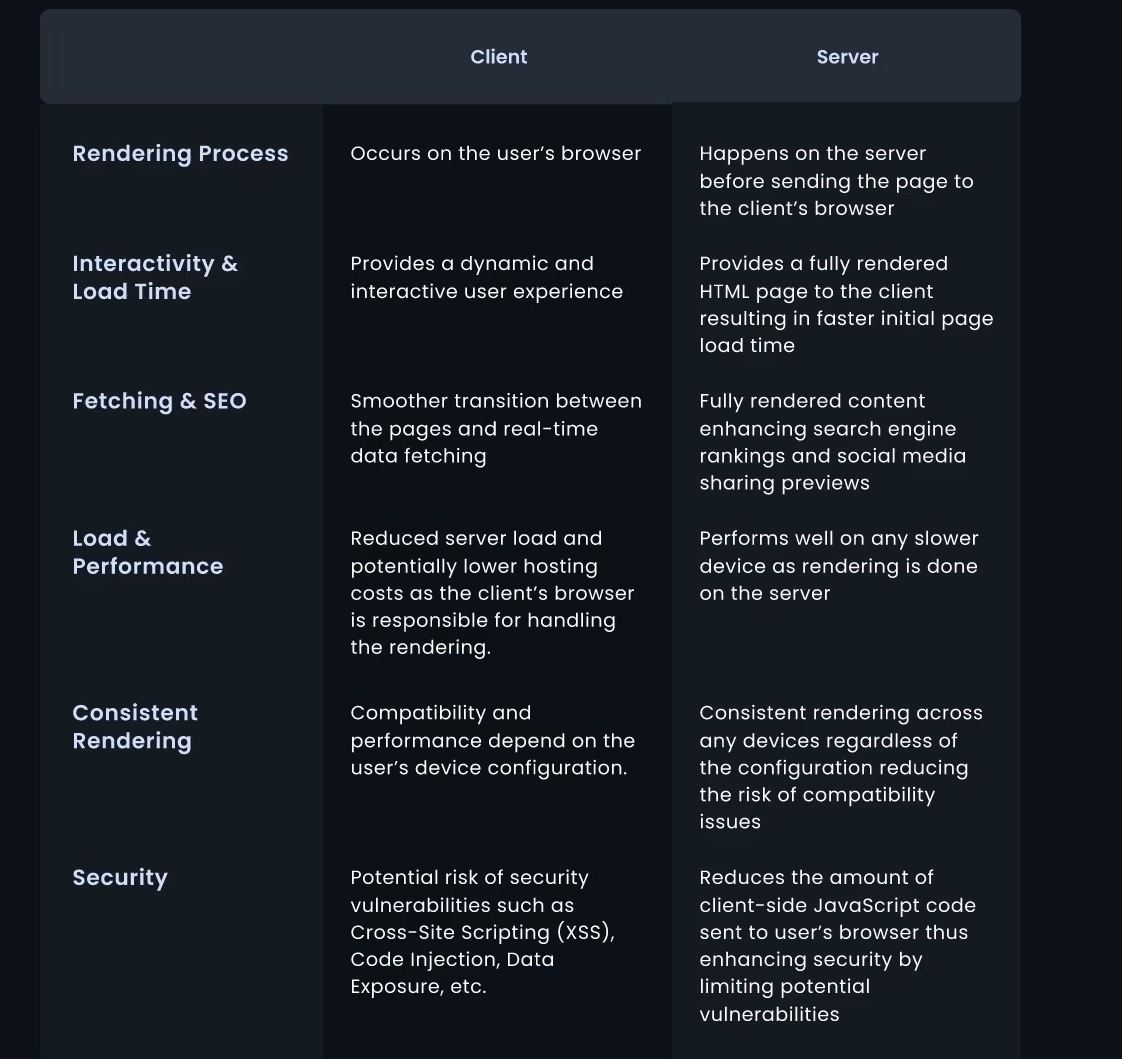 Client
Server
Rendering Process
Occurs on the user’s browser
Happens on the server
before sending the page to
the client’s browser
Interactivity &
Load Time
Provides a dynamic and
interactive user experience
Provides a fully rendered
HTML page to the client
resulting in faster initial page
load time
Fetching & SEO
Smoother transition between
the pages and real-time
data fetching
Fully rendered content
enhancing search engine
rankings and social media
sharing previews
Load &
Performance
Reduced server load and
potentially lower hosting
costs as the client’s browser
is responsible for handling
the rendering.
Performs well on any slower
device as rendering is done
on the server
Consistent
Rendering
Compatibility and
performance depend on the
user’s device configuration.
Consistent rendering across
any devices regardless of
the configuration reducing
the risk of compatibility
issues
Security
Potential risk of security
vulnerabilities such as
Cross-Site Scripting (XSS),
Code Injection, Data
Exposure, etc.
Reduces the amount of
client-side JavaScript code
sent to user’s browser thus
enhancing security by
limiting potential
vulnerabilities